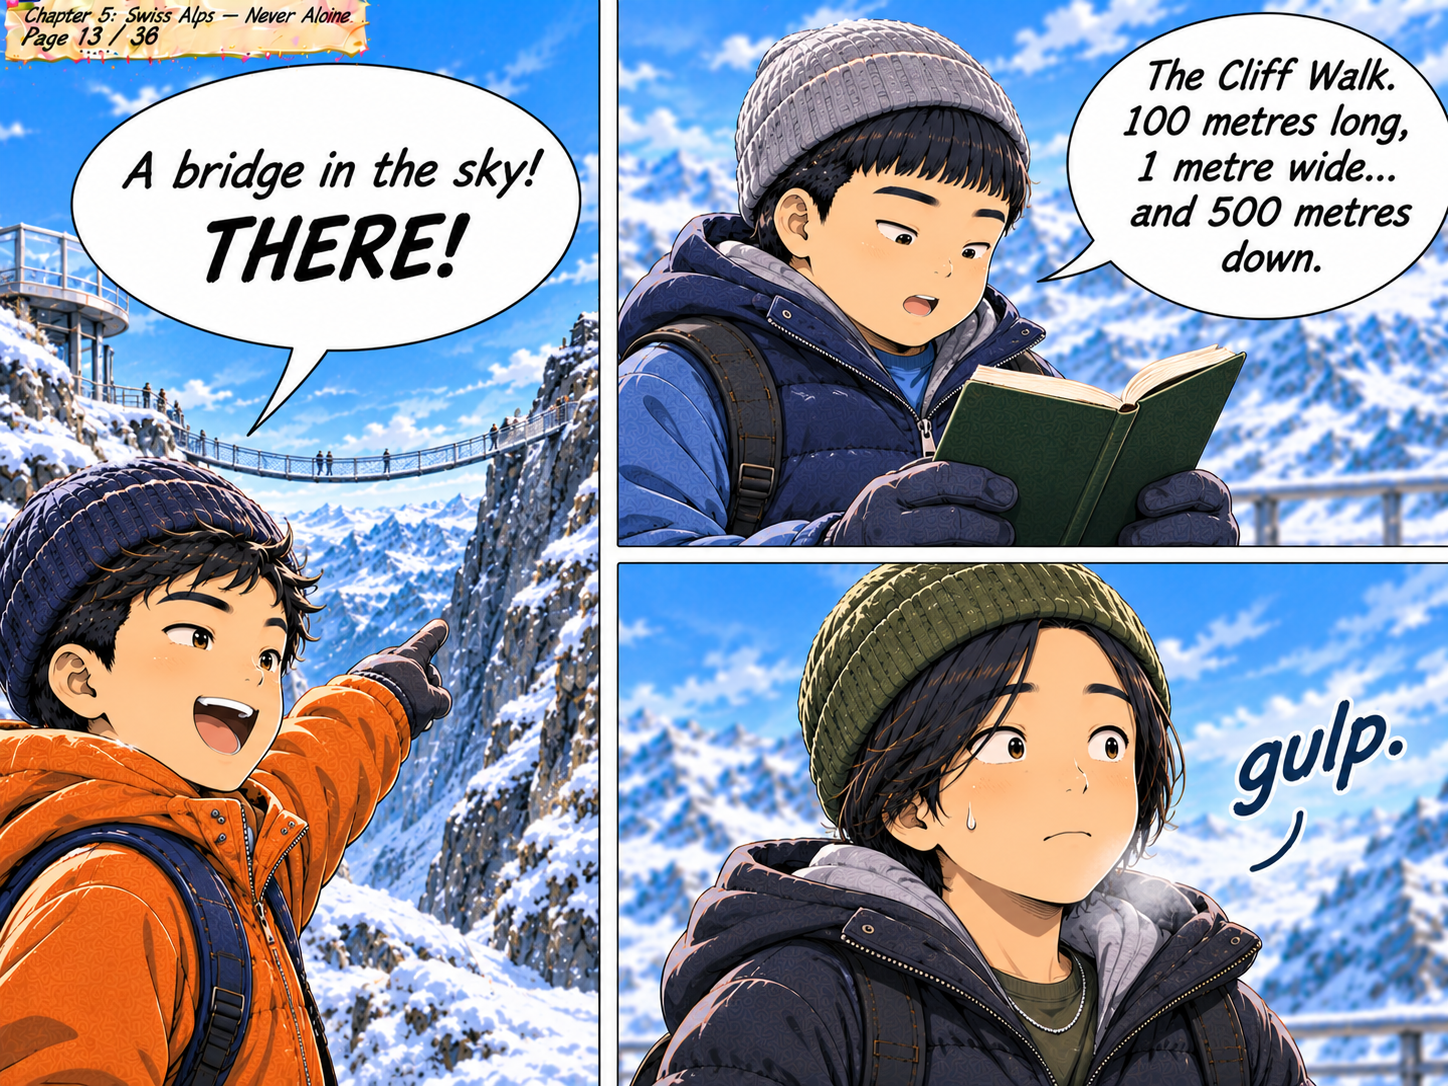 Chapter 5: Swiss Alps — Never Aloine.
Page 13 / 36
A bridge in the sky!
THERE!
The Cliff Walk.
100 metres long,
1 metre wide...
and 500 metres
down.
gulp.